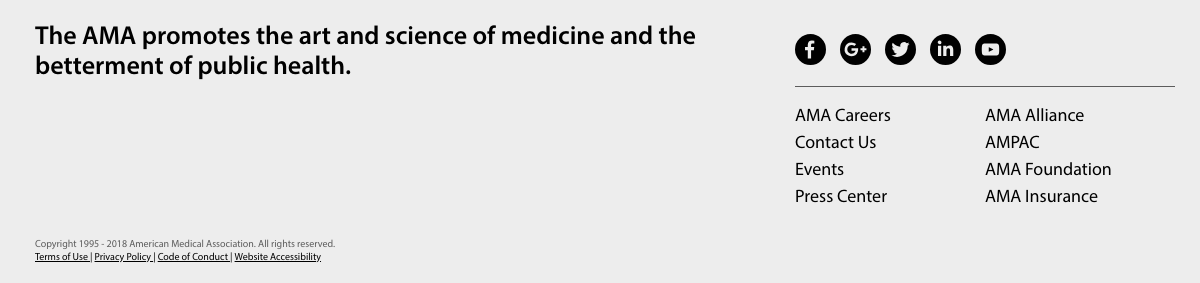 The AMA promotes the art and science of medicine and the
betterment of public health.
AMA Careers
Contact Us
Events
Press Center
AMA Alliance
AMPAC
AMA Foundation
AMA Insurance
Copyright 1995 - 2018 American Medical Association. All rights reserved.
Terms of Use | Privacy Policy | Code of Conduct | Website Accessibility